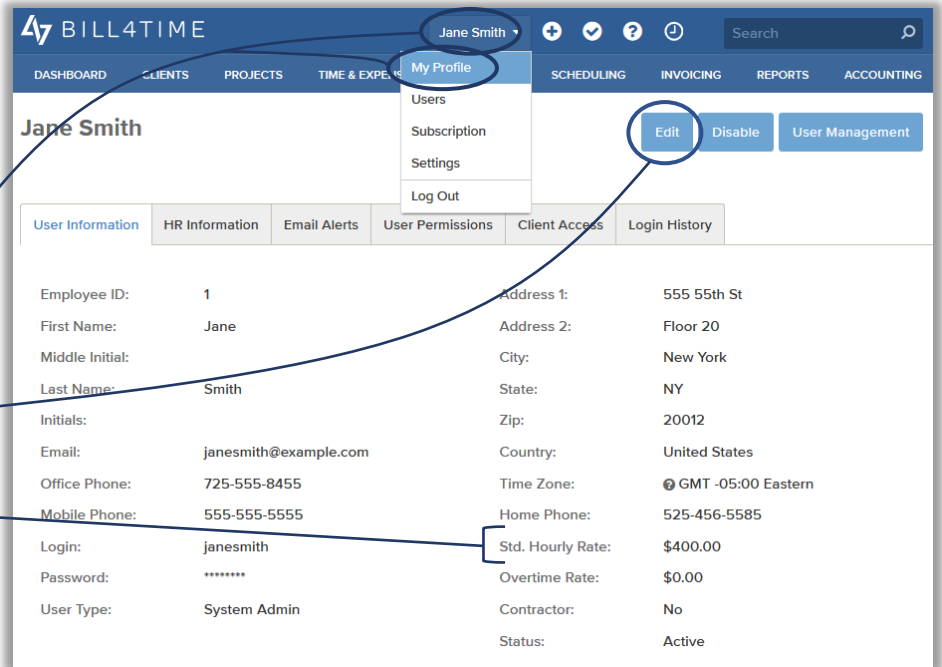 BILL4TIME Jane Smith Search
DASHBOARD CLIENTS PROJECTS TIME & EXPENS SCHEDULING INVOICING REPORTS ACCOUNTING
My Profile
Users
Subscription
Settings
Log Out
Jane Smith
Edit Disable User Management
User Information HR Information Email Alerts User Permissions Client Access Login History
Employee ID: 1 Address 1: 555 55th St
First Name: Jane Address 2: Floor 20
Middle Initial: City: New York
Last Name: Smith State: NY
Initials: Zip: 20012
Email: janesmith@example.com Country: United States
Office Phone: 725-555-8455 Time Zone: GMT -05:00 Eastern
Mobile Phone: 555-555-5555 Home Phone: 525-456-5585
Login: janesmith Std. Hourly Rate: $400.00
Password: ******** Overtime Rate: $0.00
User Type: System Admin Contractor: No
Status: Active